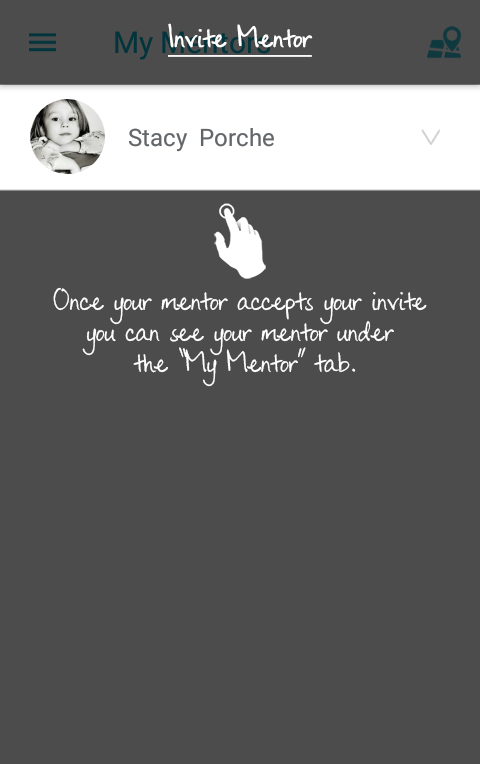 My Mentors
Invite Mentor
Stacy Porche
Once your mentor accepts your invite
you can see your mentor under
the "My Mentor" tab.